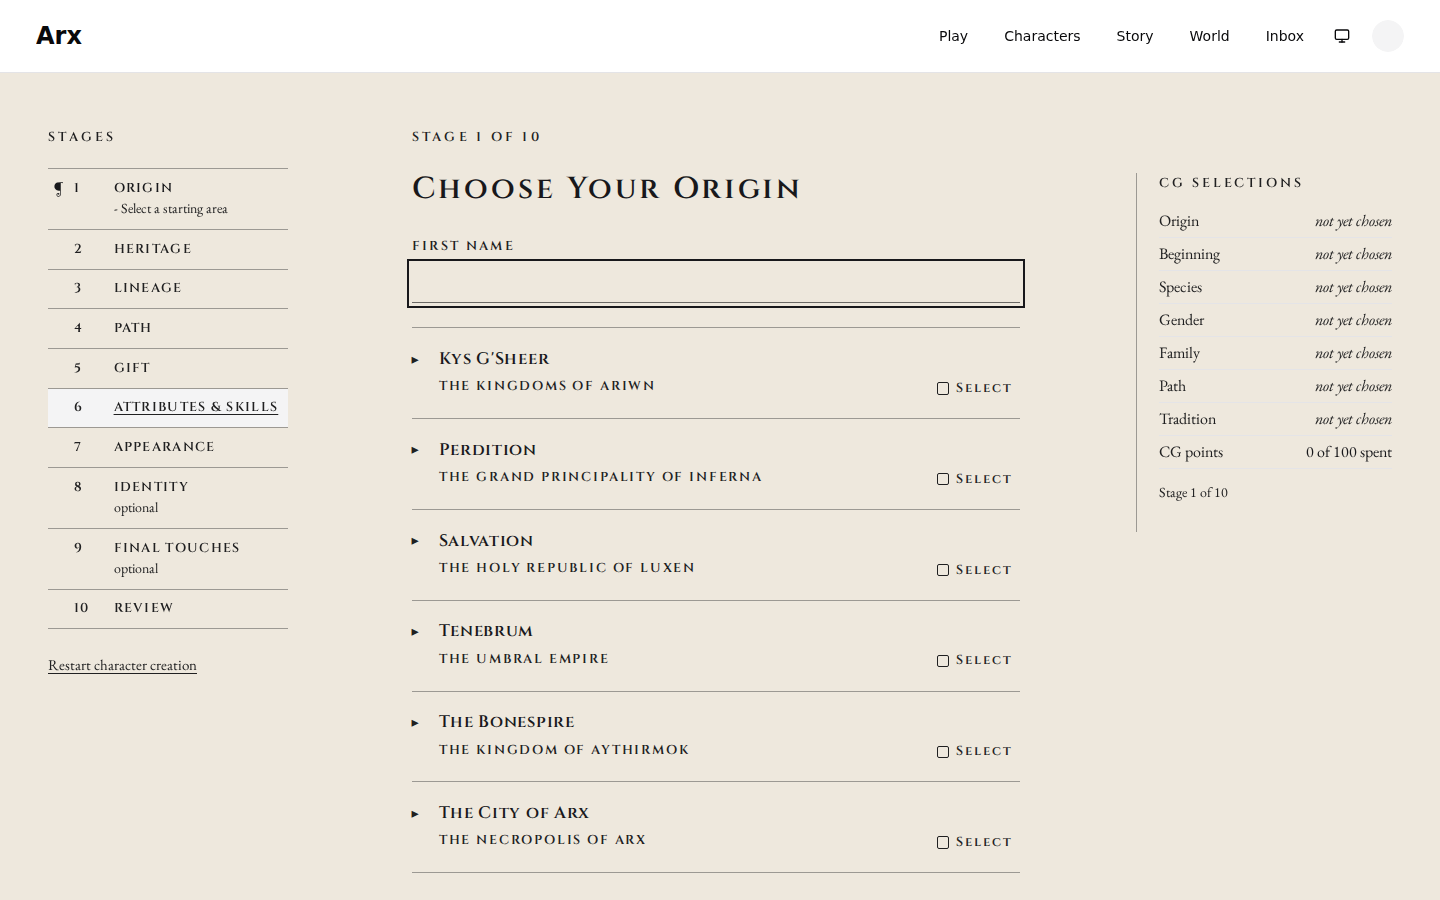 Arx
Play Characters Story World Inbox
STAGES
¶ 1 ORIGIN
- Select a starting area
2 HERITAGE
3 LINEAGE
4 PATH
5 GIFT
6 ATTRIBUTES & SKILLS
7 APPEARANCE
8 IDENTITY
optional
9 FINAL TOUCHES
optional
10 REVIEW
Restart character creation
STAGE 1 OF 10
Choose Your Origin
FIRST NAME
Kys G'Sheer
THE KINGDOMS OF ARIWN
Select
Perdition
THE GRAND PRINCIPALITY OF INFERNA
Select
Salvation
THE HOLY REPUBLIC OF LUXEN
Select
Tenebrum
THE UMBRAL EMPIRE
Select
The Bonespire
THE KINGDOM OF AYTHIRMOK
Select
The City of Arx
THE NECROPOLIS OF ARX
Select
CG SELECTIONS
Origin not yet chosen
Beginning not yet chosen
Species not yet chosen
Gender not yet chosen
Family not yet chosen
Path not yet chosen
Tradition not yet chosen
CG points 0 of 100 spent
Stage 1 of 10